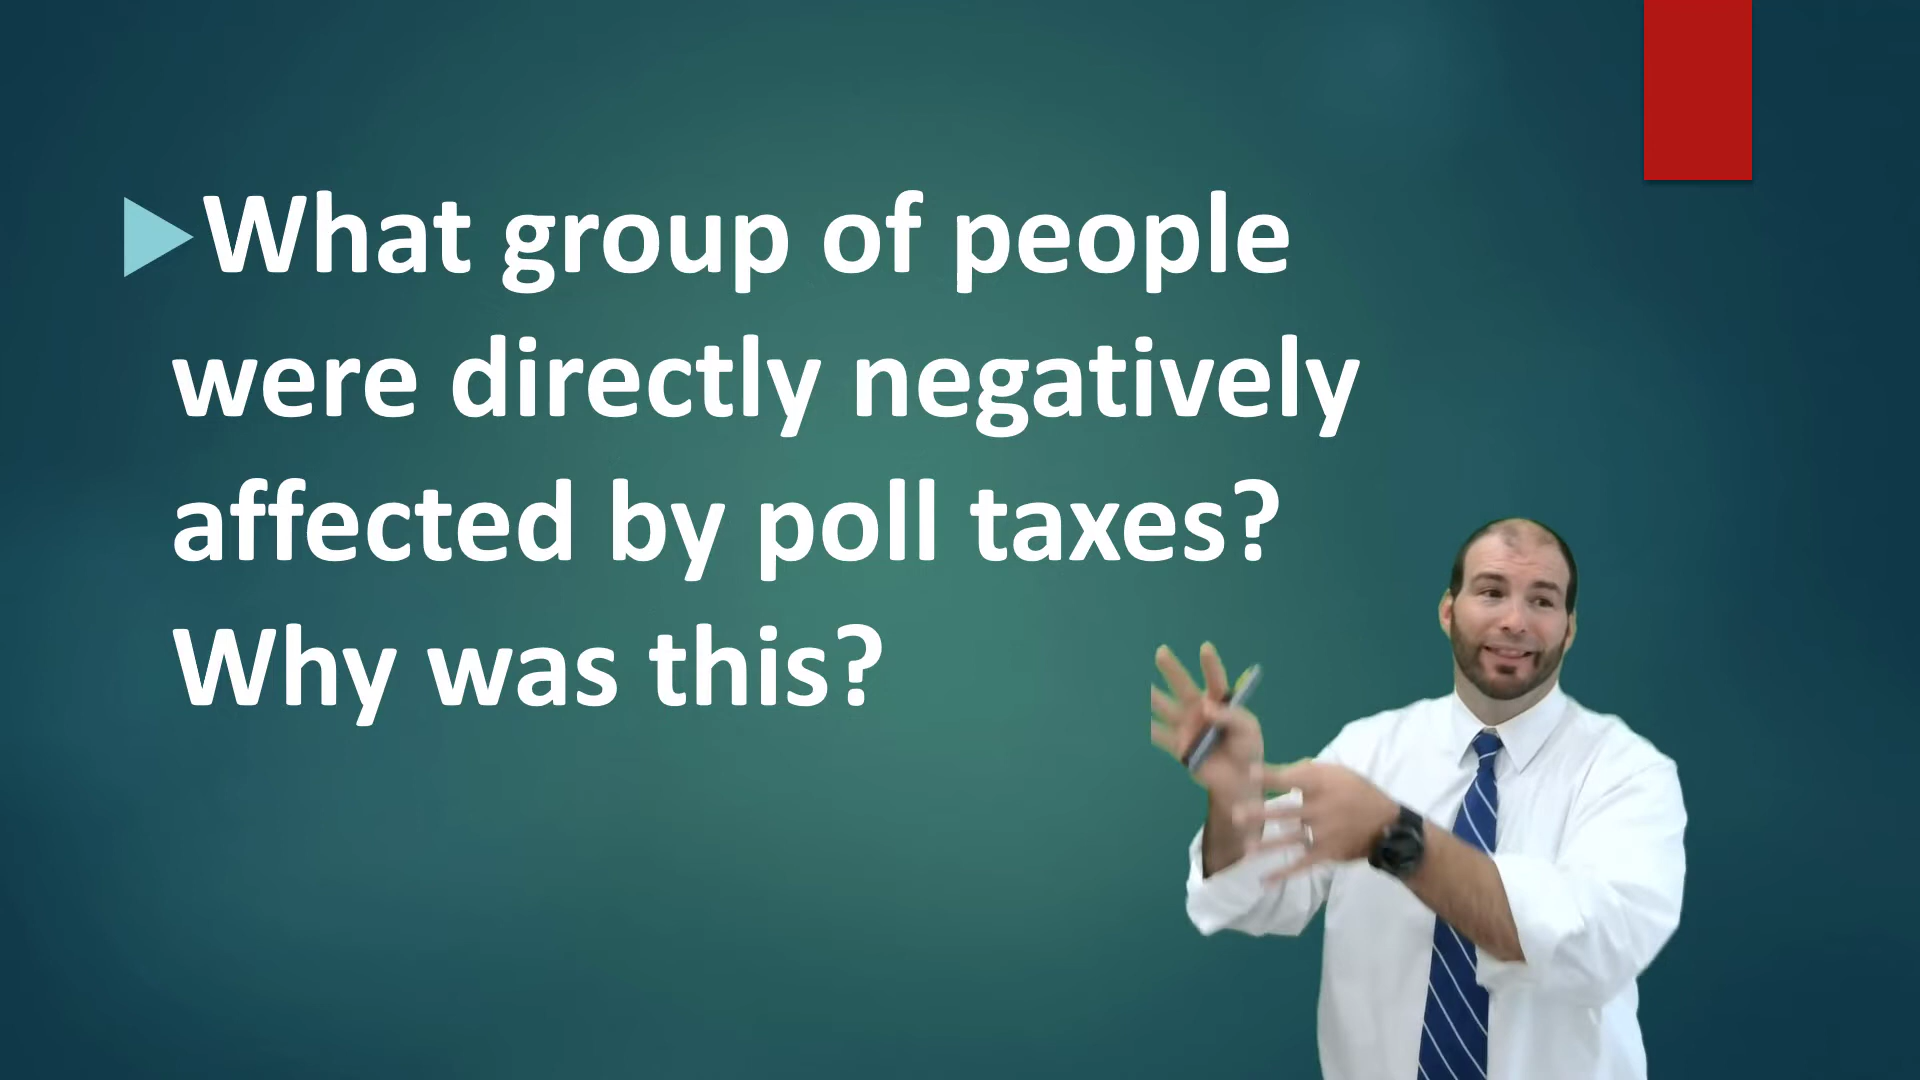 What group of people
were directly negatively
affected by poll taxes?
Why was this?